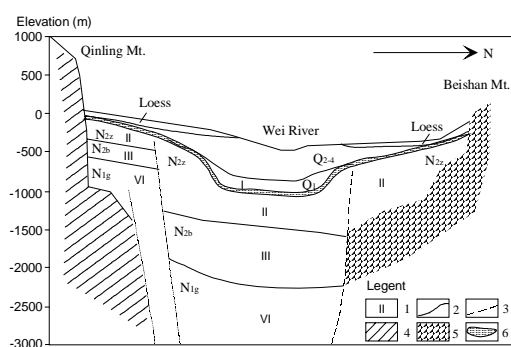 Elevation (m)
1000
500
0
-500
-1000
-1500
-2000
-2500
-3000
Qinling Mt.
N
Beishan Mt.
Loess
Wei River
Loess
N2z
II
N2b
III
N1g
VI
N2z
Q2-4
N2z
I
Q1
II
II
N2b
III
N1g
VI
Legent
II 1
2
3
4
5
6